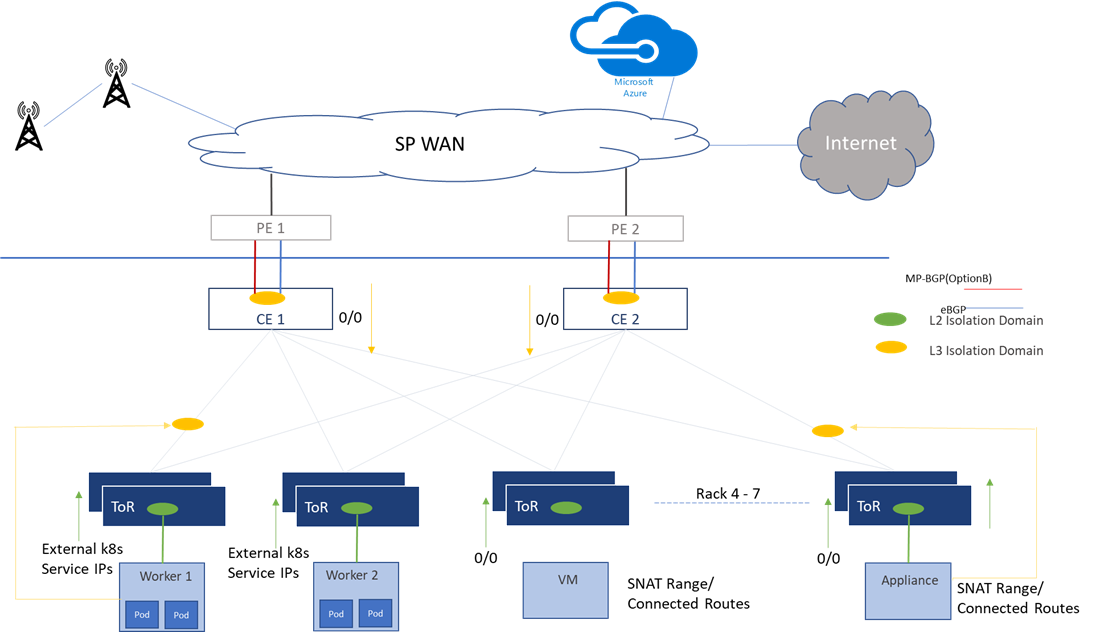 Microsoft
Azure
SP WAN
Internet
PE 1
PE 2
MP-BGP(OptionB)
eBGP
L2 Isolation Domain
L3 Isolation Domain
CE 1
0/0
0/0
CE 2
Rack 4 - 7
ToR
ToR
ToR
ToR
External k8s
Service IPs
External k8s
Service IPs
0/0
0/0
Worker 1
Pod
Pod
Worker 2
Pod
Pod
VM
SNAT Range/
Connected Routes
Appliance
SNAT Range/
Connected Routes